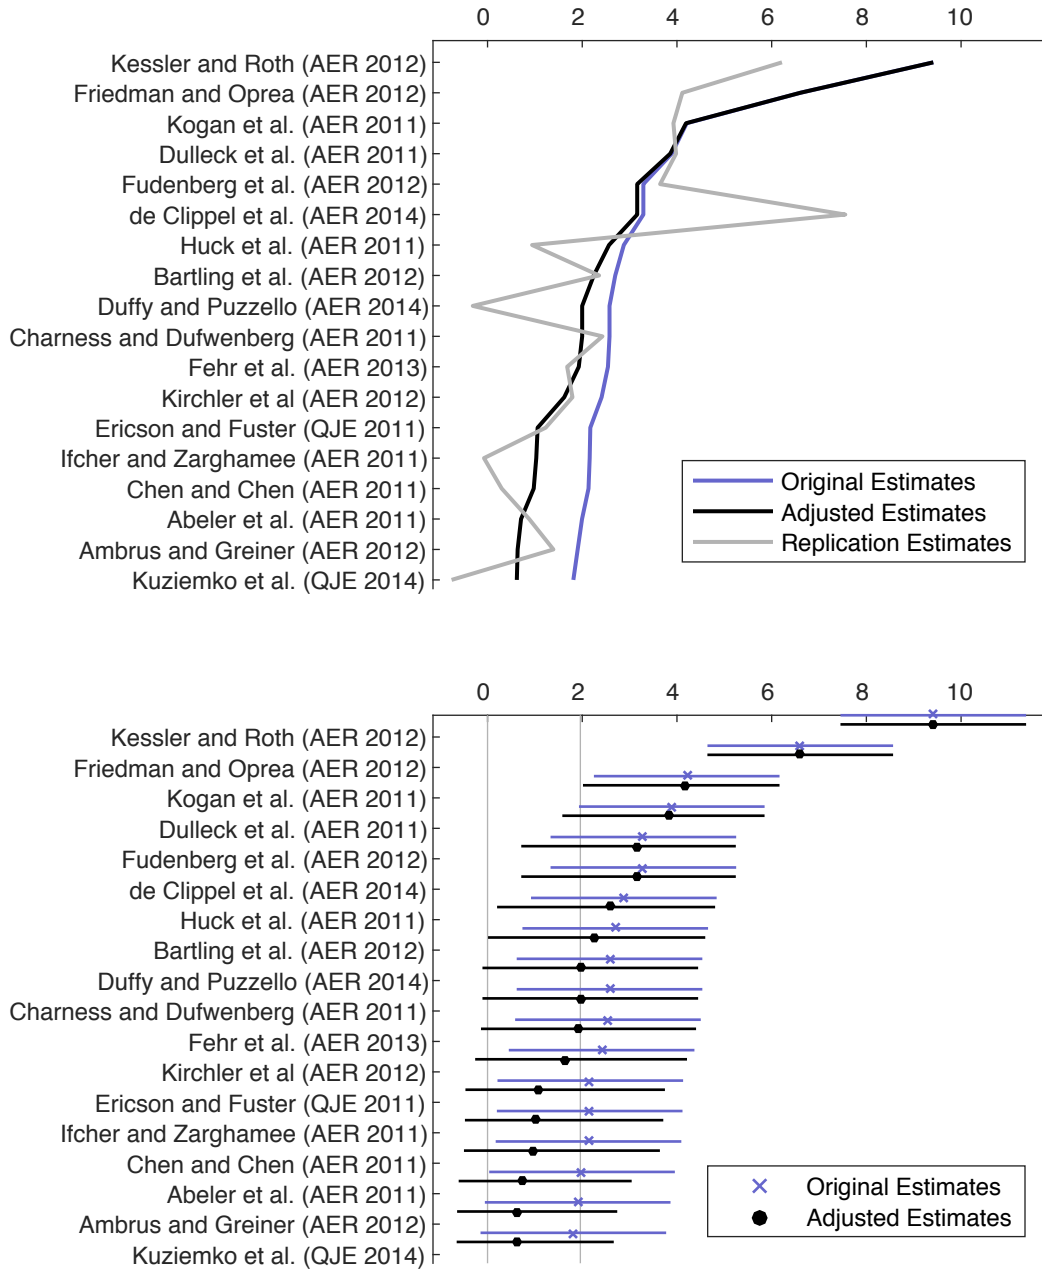 0 2 4 6 8 10
Kessler and Roth (AER 2012)
Friedman and Oprea (AER 2012)
Kogan et al. (AER 2011)
Dulleck et al. (AER 2011)
Fudenberg et al. (AER 2012)
de Clippel et al. (AER 2014)
Huck et al. (AER 2011)
Bartling et al. (AER 2012)
Duffy and Puzzello (AER 2014)
Charness and Dufwenberg (AER 2011)
Fehr et al. (AER 2013)
Kirchler et al (AER 2012)
Ericson and Fuster (QJE 2011)
Ifcher and Zarghamee (AER 2011)
Chen and Chen (AER 2011)
Abeler et al. (AER 2011)
Ambrus and Greiner (AER 2012)
Kuziemko et al. (QJE 2014)
Original Estimates
Adjusted Estimates
Replication Estimates
0 2 4 6 8 10
Kessler and Roth (AER 2012)
Friedman and Oprea (AER 2012)
Kogan et al. (AER 2011)
Dulleck et al. (AER 2011)
Fudenberg et al. (AER 2012)
de Clippel et al. (AER 2014)
Huck et al. (AER 2011)
Bartling et al. (AER 2012)
Duffy and Puzzello (AER 2014)
Charness and Dufwenberg (AER 2011)
Fehr et al. (AER 2013)
Kirchler et al (AER 2012)
Ericson and Fuster (QJE 2011)
Ifcher and Zarghamee (AER 2011)
Chen and Chen (AER 2011)
Abeler et al. (AER 2011)
Ambrus and Greiner (AER 2012)
Kuziemko et al. (QJE 2014)
Original Estimates
Adjusted Estimates